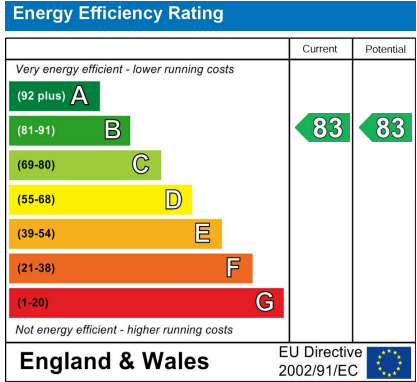 Energy Efficiency Rating
Current Potential
Very energy efficient - lower running costs
(92 plus) A
(81-91) B 83 83
(69-80) C
(55-68) D
(39-54) E
(21-38) F
(1-20) G
Not energy efficient - higher running costs
England & Wales
EU Directive
2002/91/EC